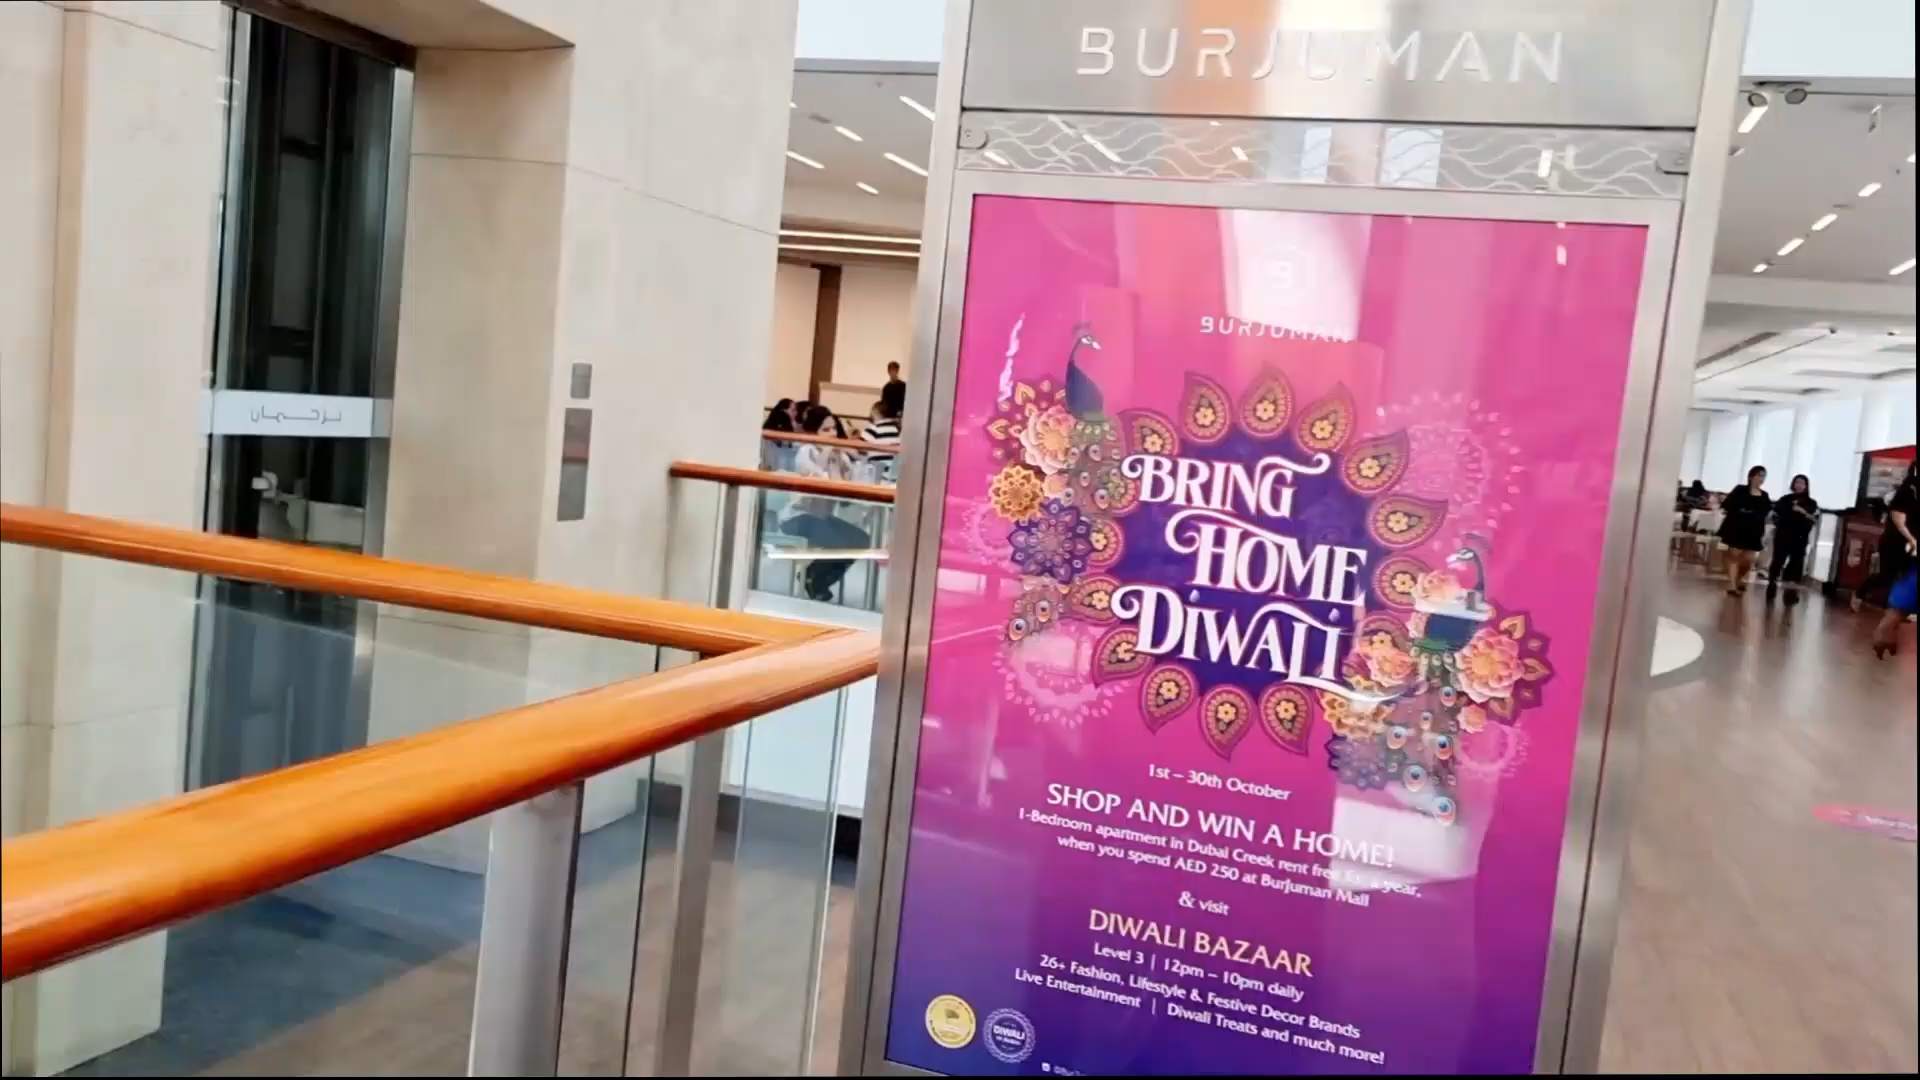 BURJUMAN
BURJUMAN
BRING
HOME
DIWALI
1st – 30th October
SHOP AND WIN A HOME!
1-Bedroom apartment in Dubai Creek rent free for a year,
when you spend AED 250 at BurJuman Mall
& visit
DIWALI BAZAAR
Level 3 | 12pm – 10pm daily
26+ Fashion, Lifestyle & Festive Decor Brands
Live Entertainment | Diwali Treats and much more!
DIWALI
برجمان